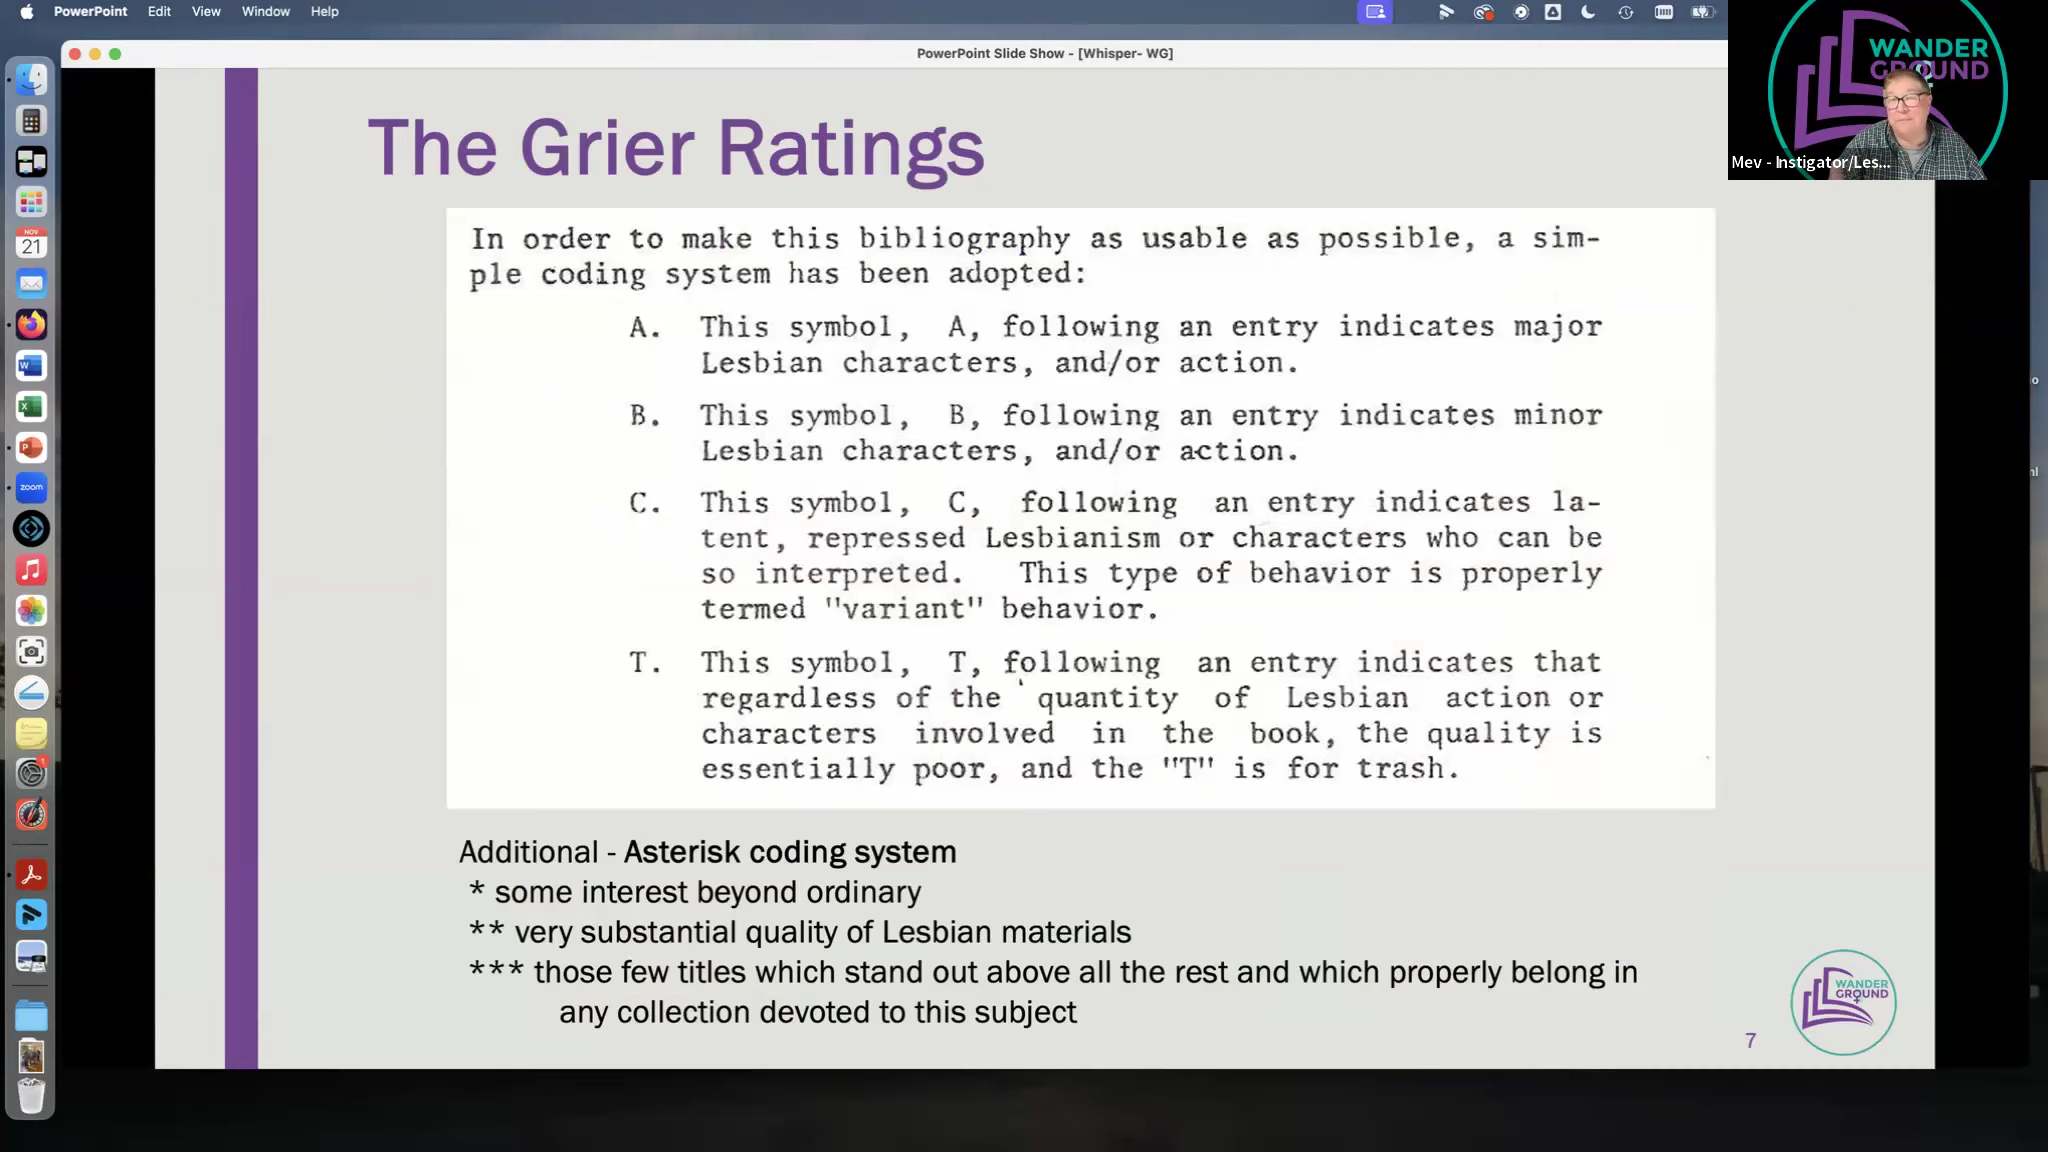 PowerPoint Edit View Window Help
PowerPoint Slide Show - [Whisper- WG]
WANDER
GROUND
Mev - Instigator/Les...
NOV
21
zoom
1
The Grier Ratings
In order to make this bibliography as usable as possible, a sim-
ple coding system has been adopted:
A. This symbol, A, following an entry indicates major
Lesbian characters, and/or action.
B. This symbol, B, following an entry indicates minor
Lesbian characters, and/or action.
C. This symbol, C, following an entry indicates la-
tent, repressed Lesbianism or characters who can be
so interpreted. This type of behavior is properly
termed "variant" behavior.
T. This symbol, T, following an entry indicates that
regardless of the quantity of Lesbian action or
characters involved in the book, the quality is
essentially poor, and the "T" is for trash.
Additional - Asterisk coding system
* some interest beyond ordinary
** very substantial quality of Lesbian materials
*** those few titles which stand out above all the rest and which properly belong in
any collection devoted to this subject
WANDER
GROUND
7